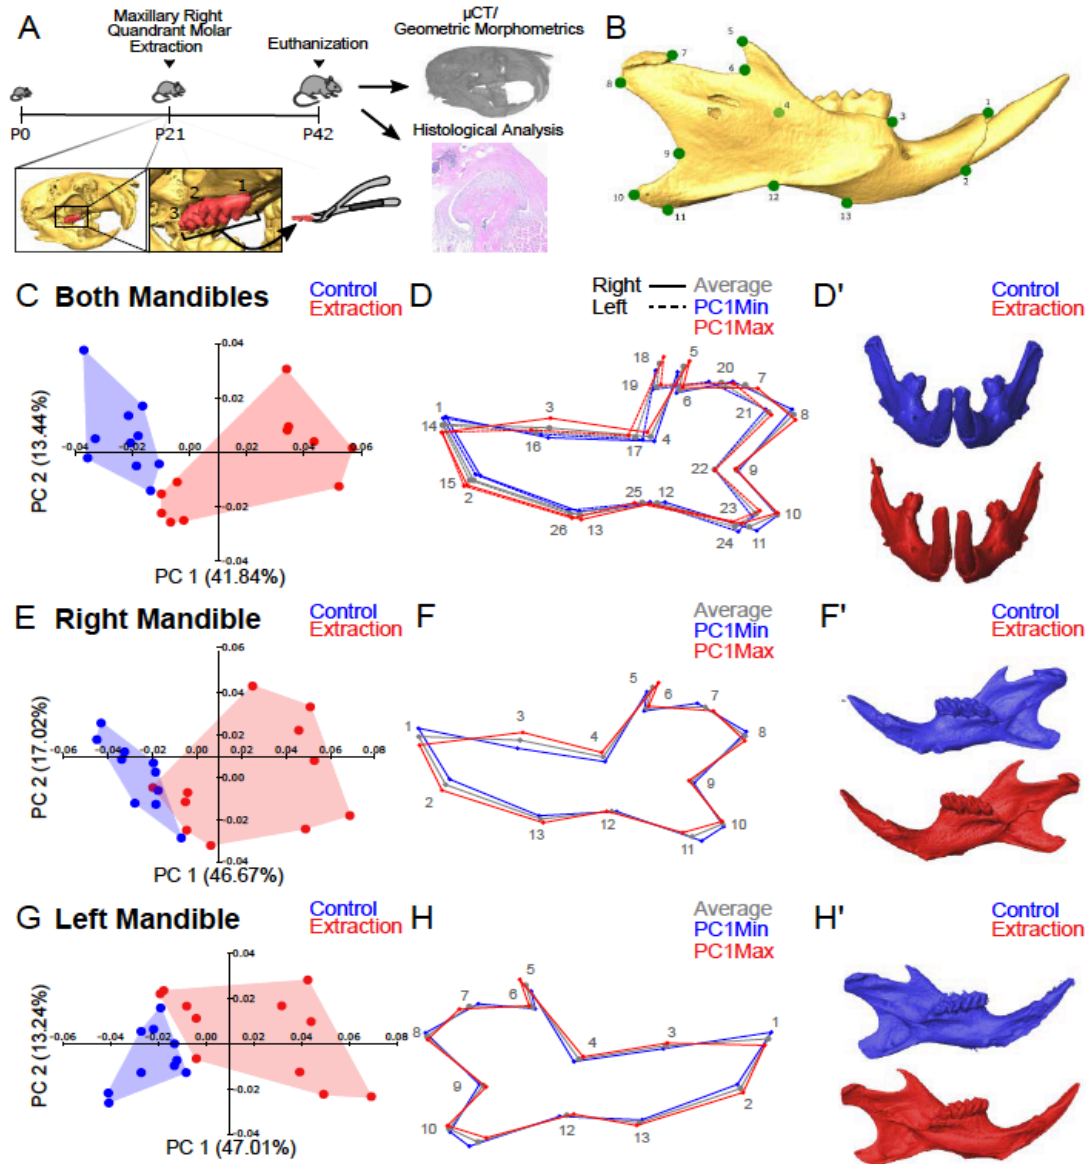 A
Maxillary Right
Quandrant Molar
Extraction
Euthanization
µCT/
Geometric Morphometrics
P0
P21
P42
Histological Analysis
1
2
3
B
5
7
6
8
4
3
1
9
2
10
11
12
13
C Both Mandibles
Control
Extraction
0.04
0.02
-0.04
-0.02
0.02
0.04
0.06
-0.02
-0.04
PC 2 (13.44%)
PC 1 (41.84%)
D
Right
Left
Average
PC1Min
PC1Max
18
5
20
7
19
6
1
3
21
8
14
16
17
4
22
9
15
2
25
12
23
10
26
13
24
11
D'
Control
Extraction
E Right Mandible
Control
Extraction
0.06
0.04
0.02
-0.06
-0.04
-0.02
0.00
0.02
0.04
0.06
0.08
0.00
-0.02
-0.04
PC 2 (17.02%)
PC 1 (46.67%)
F
Average
PC1Min
PC1Max
5
6
7
1
3
4
8
9
2
13
12
10
11
F'
Control
Extraction
G Left Mandible
Control
Extraction
0.04
0.02
-0.06
-0.04
-0.02
0.00
0.02
0.04
0.06
0.08
-0.02
-0.04
PC 2 (13.24%)
PC 1 (47.01%)
H
Average
PC1Min
PC1Max
5
7
6
8
4
3
1
9
2
10
12
13
H'
Control
Extraction